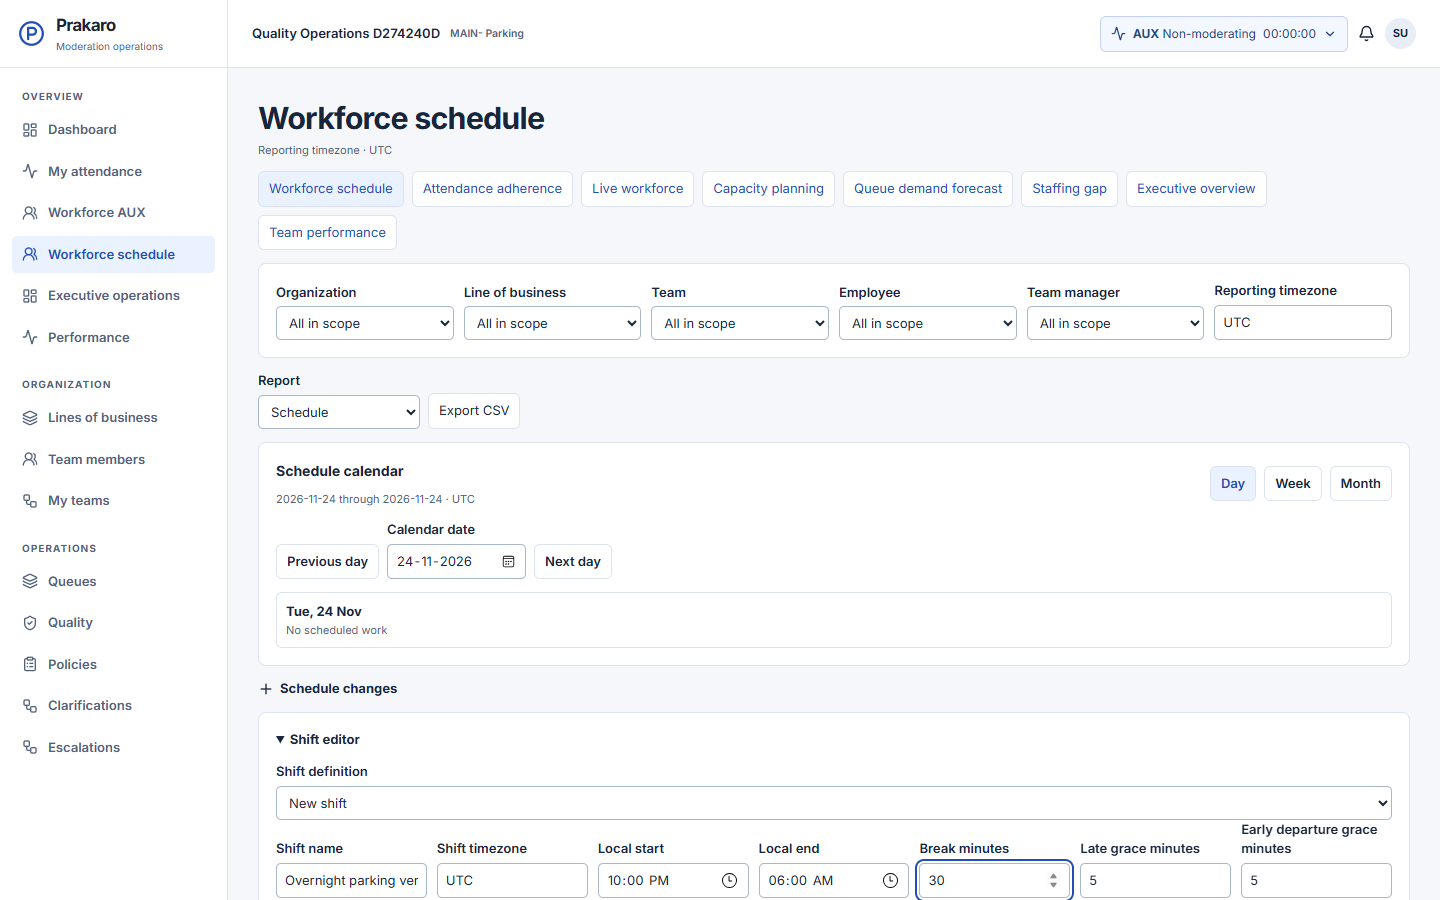 Prakaro
Moderation operations
Quality Operations D274240D MAIN- Parking
AUX Non-moderating 00:00:00
SU
OVERVIEW
Dashboard
My attendance
Workforce AUX
Workforce schedule
Executive operations
Performance
ORGANIZATION
Lines of business
Team members
My teams
OPERATIONS
Queues
Quality
Policies
Clarifications
Escalations
Workforce schedule
Reporting timezone · UTC
Workforce schedule Attendance adherence Live workforce Capacity planning Queue demand forecast Staffing gap Executive overview
Team performance
Organization Line of business Team Employee Team manager Reporting timezone
All in scope All in scope All in scope All in scope All in scope UTC
Report
Schedule Export CSV
Schedule calendar
2026-11-24 through 2026-11-24 · UTC
Day Week Month
Calendar date
Previous day 24-11-2026 Next day
Tue, 24 Nov
No scheduled work
Schedule changes
Shift editor
Shift definition
New shift
Shift name Shift timezone Local start Local end Break minutes Late grace minutes Early departure grace minutes
Overnight parking ver UTC 10:00 PM 06:00 AM 30 5 5